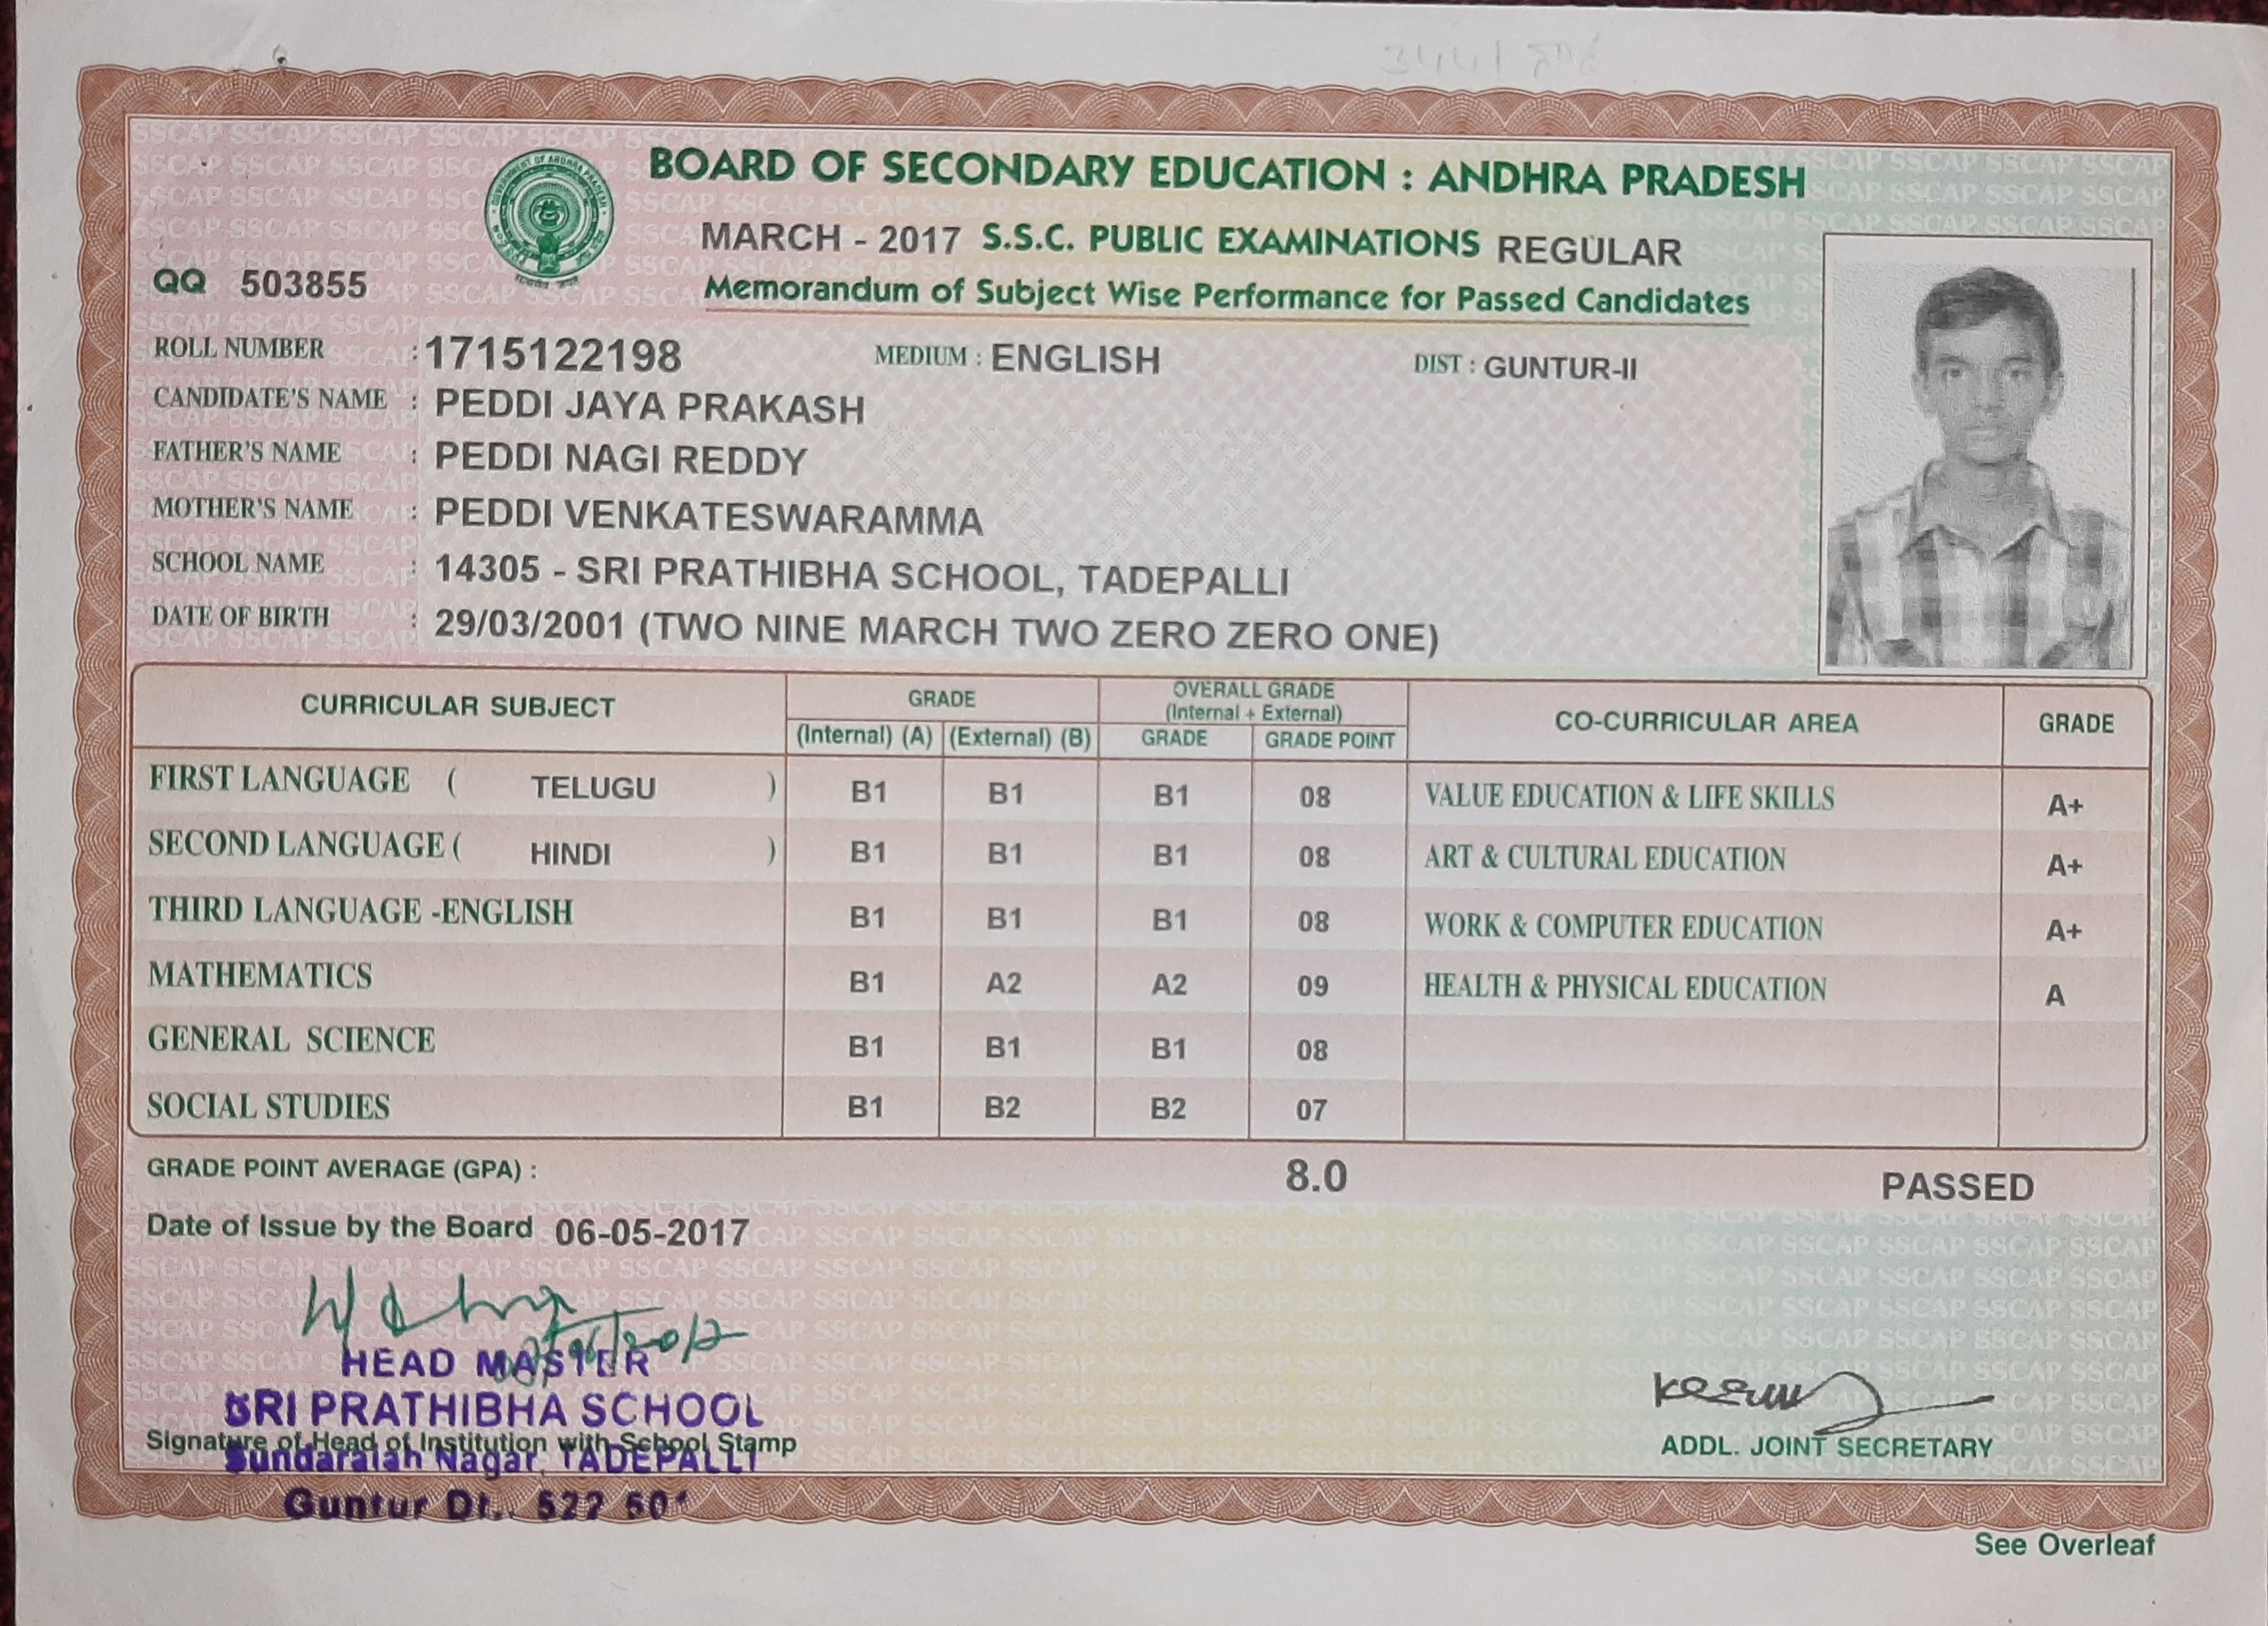 BOARD OF SECONDARY EDUCATION : ANDHRA PRADESH
MARCH - 2017 S.S.C. PUBLIC EXAMINATIONS REGULAR
Memorandum of Subject Wise Performance for Passed Candidates
QQ 503855
ROLL NUMBER : 1715122198 MEDIUM : ENGLISH DIST : GUNTUR-II
CANDIDATE'S NAME : PEDDI JAYA PRAKASH
FATHER'S NAME : PEDDI NAGI REDDY
MOTHER'S NAME : PEDDI VENKATESWARAMMA
SCHOOL NAME : 14305 - SRI PRATHIBHA SCHOOL, TADEPALLI
DATE OF BIRTH : 29/03/2001 (TWO NINE MARCH TWO ZERO ZERO ONE)
CURRICULAR SUBJECT GRADE OVERALL GRADE (Internal + External) CO-CURRICULAR AREA GRADE
(Internal) (A) (External) (B) GRADE GRADE POINT
FIRST LANGUAGE ( TELUGU ) B1 B1 B1 08 VALUE EDUCATION & LIFE SKILLS A+
SECOND LANGUAGE ( HINDI ) B1 B1 B1 08 ART & CULTURAL EDUCATION A+
THIRD LANGUAGE -ENGLISH B1 B1 B1 08 WORK & COMPUTER EDUCATION A+
MATHEMATICS B1 A2 A2 09 HEALTH & PHYSICAL EDUCATION A
GENERAL SCIENCE B1 B1 B1 08
SOCIAL STUDIES B1 B2 B2 07
GRADE POINT AVERAGE (GPA) : 8.0 PASSED
Date of Issue by the Board 06-05-2017
HEAD MASTER
SRI PRATHIBHA SCHOOL
Signature of Head of Institution with School Stamp
Sundaraiah Nagar, TADEPALLI
Guntur Dt., 522 50
ADDL. JOINT SECRETARY
See Overleaf